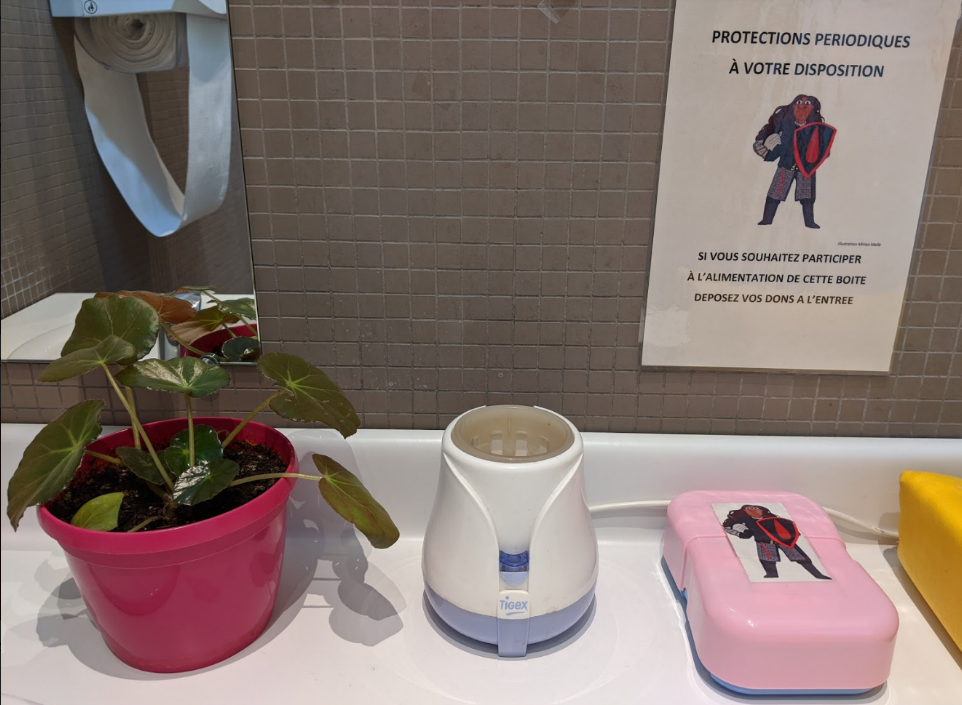 PROTECTIONS PERIODIQUES
À VOTRE DISPOSITION
SI VOUS SOUHAITEZ PARTICIPER
À L'ALIMENTATION DE CETTE BOITE
DEPOSEZ VOS DONS A L'ENTREE
Tigex